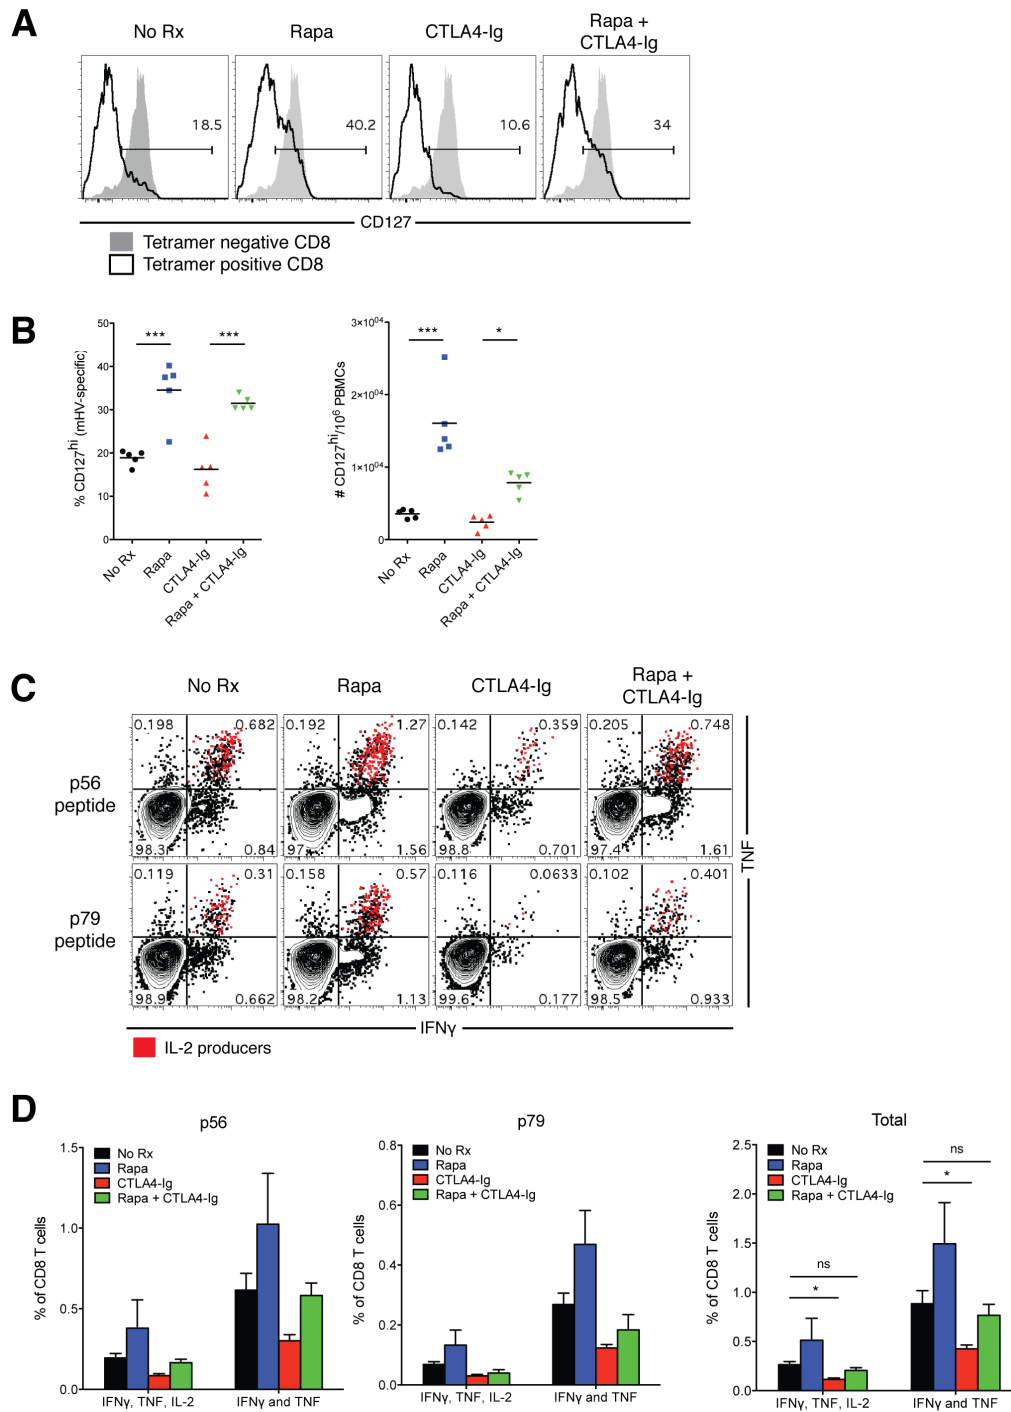 A
No Rx
Rapa
CTLA4-Ig
Rapa +
CTLA4-Ig
18.5
40.2
10.6
34
CD127
Tetramer negative CD8
Tetramer positive CD8
B
% CD127hi (mHV-specific)
50
40
30
20
10
0
***
***
No Rx
Rapa
CTLA4-Ig
Rapa + CTLA4-Ig
# CD127hi/10^6 PBMCs
3×10^04
2×10^04
1×10^04
0
***
*
No Rx
Rapa
CTLA4-Ig
Rapa + CTLA4-Ig
C
No Rx
Rapa
CTLA4-Ig
Rapa +
CTLA4-Ig
p56
peptide
0.198 0.682
98.3 0.84
0.192 1.27
97. 1.56
0.142 0.359
98.8 0.701
0.205 0.748
97.4 1.61
p79
peptide
0.119 0.31
98.9 0.662
0.158 0.57
98.2 1.13
0.116 0.0633
99.6 0.177
0.102 0.401
98.5 0.933
TNF
IFNγ
IL-2 producers
D
p56
% of CD8 T cells
1.5
1.0
0.5
0.0
No Rx
Rapa
CTLA4-Ig
Rapa + CTLA4-Ig
IFNγ, TNF, IL-2
IFNγ and TNF
p79
% of CD8 T cells
0.8
0.6
0.4
0.2
0.0
No Rx
Rapa
CTLA4-Ig
Rapa + CTLA4-Ig
IFNγ, TNF, IL-2
IFNγ and TNF
Total
% of CD8 T cells
2.5
2.0
1.5
1.0
0.5
0.0
No Rx
Rapa
CTLA4-Ig
Rapa + CTLA4-Ig
ns
*
ns
*
IFNγ, TNF, IL-2
IFNγ and TNF